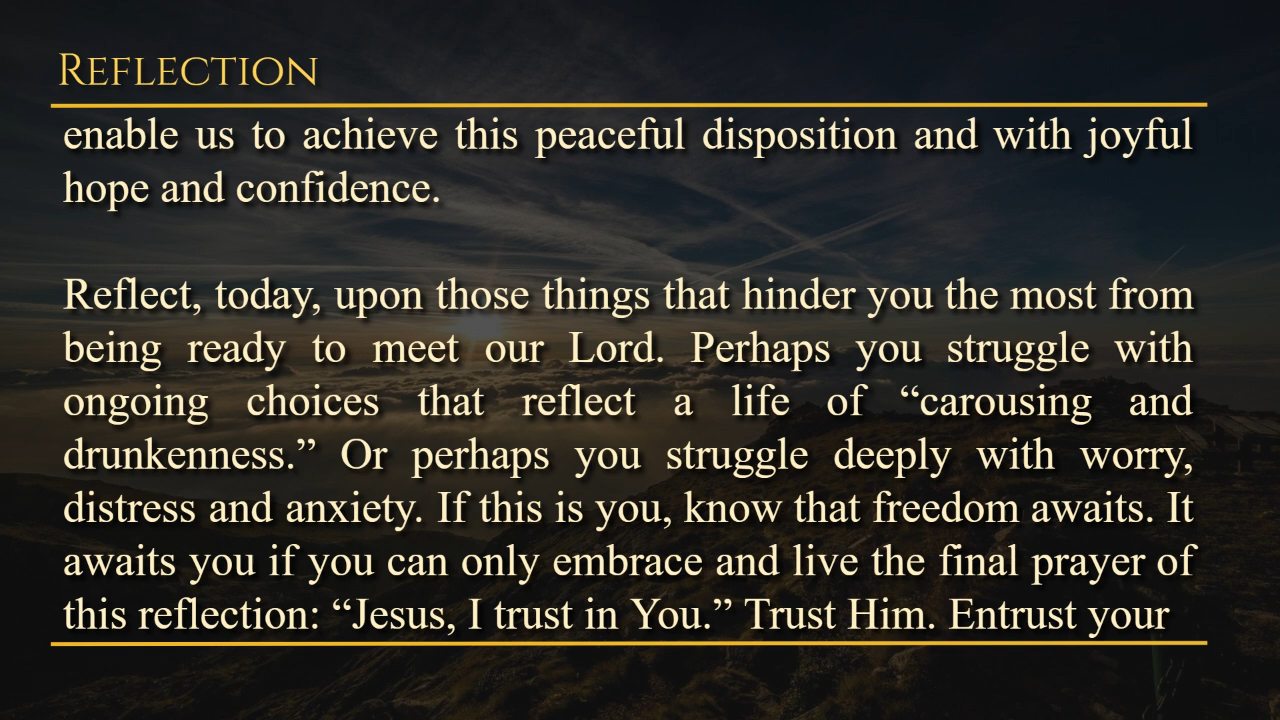 Reflection
enable us to achieve this peaceful disposition and with joyful
hope and confidence.
Reflect, today, upon those things that hinder you the most from
being ready to meet our Lord. Perhaps you struggle with
ongoing choices that reflect a life of “carousing and
drunkenness.” Or perhaps you struggle deeply with worry,
distress and anxiety. If this is you, know that freedom awaits. It
awaits you if you can only embrace and live the final prayer of
this reflection: “Jesus, I trust in You.” Trust Him. Entrust your